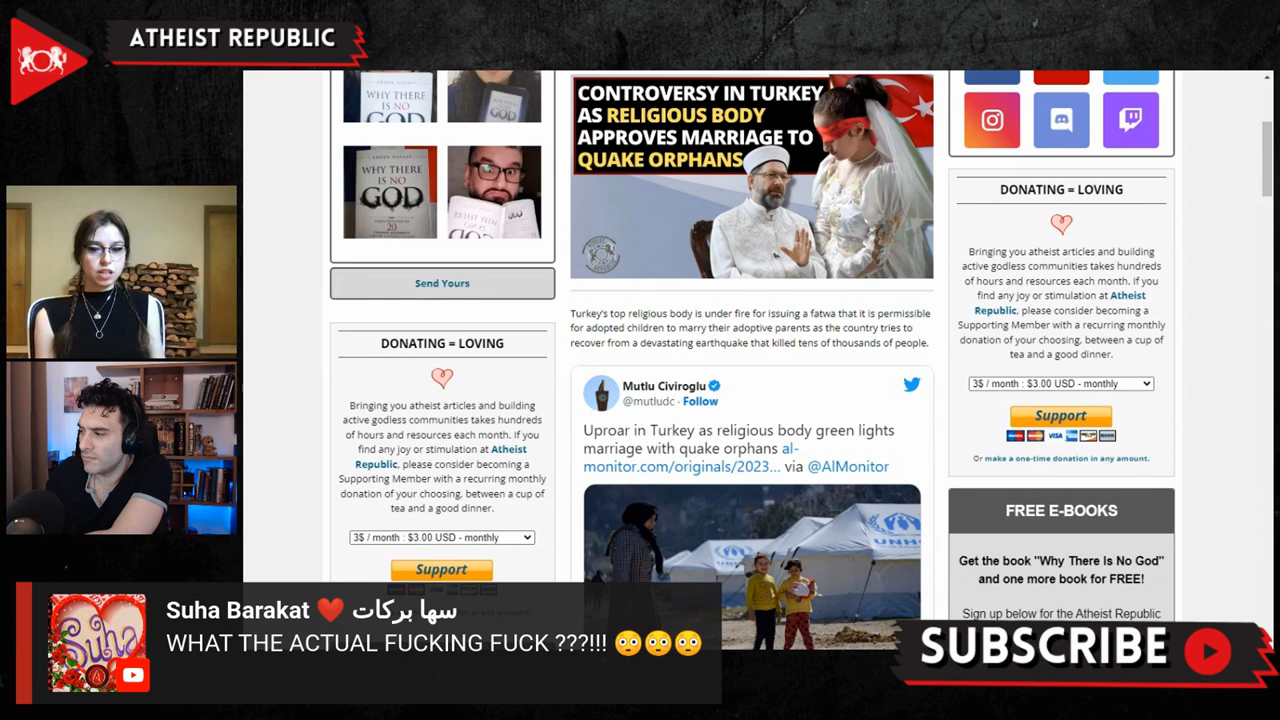 ATHEIST REPUBLIC
WHY THERE
IS NO
GOD
WHY THERE
IS NO
GOD
20
Send Yours
DONATING = LOVING
Bringing you atheist articles and building
active godless communities takes hundreds
of hours and resources each month. If you
find any joy or stimulation at Atheist
Republic, please consider becoming a
Supporting Member with a recurring monthly
donation of your choosing, between a cup of
tea and a good dinner.
3$ / month : $3.00 USD - monthly
Support
CONTROVERSY IN TURKEY
AS RELIGIOUS BODY
APPROVES MARRIAGE TO
QUAKE ORPHANS
Turkey's top religious body is under fire for issuing a fatwa that it is permissible
for adopted children to marry their adoptive parents as the country tries to
recover from a devastating earthquake that killed tens of thousands of people.
Mutlu Civiroglu
@mutludc · Follow
Uproar in Turkey as religious body green lights
marriage with quake orphans al-
monitor.com/originals/2023... via @AlMonitor
UNHC
DONATING = LOVING
Bringing you atheist articles and building
active godless communities takes hundreds
of hours and resources each month. If you
find any joy or stimulation at Atheist
Republic, please consider becoming a
Supporting Member with a recurring monthly
donation of your choosing, between a cup of
tea and a good dinner.
3$ / month : $3.00 USD - monthly
Support
VISA
Or make a one-time donation in any amount.
FREE E-BOOKS
Get the book "Why There Is No God"
and one more book for FREE!
Sign up below for the Atheist Republic
Suha
Suha Barakat ❤️ سها بركات
WHAT THE ACTUAL FUCKING FUCK ???!!! 😳😳😳
SUBSCRIBE